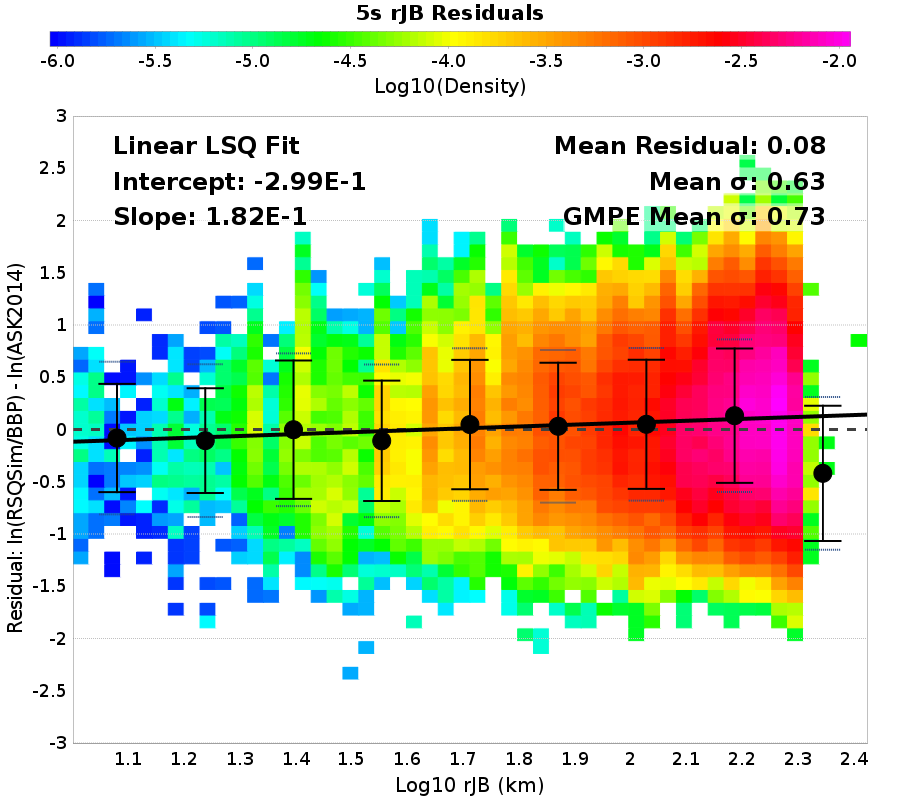 5s rJB Residuals
-6.0 -5.5 -5.0 -4.5 -4.0 -3.5 -3.0 -2.5 -2.0
Log10(Density)
Linear LSQ Fit
Intercept: -2.99E-1
Slope: 1.82E-1
Mean Residual: 0.08
Mean σ: 0.63
GMPE Mean σ: 0.73
Residual: ln(RSQSim/BBP) - ln(ASK2014)
3
2.5
2
1.5
1
0.5
0
-0.5
-1
-1.5
-2
-2.5
-3
1.1 1.2 1.3 1.4 1.5 1.6 1.7 1.8 1.9 2 2.1 2.2 2.3 2.4
Log10 rJB (km)